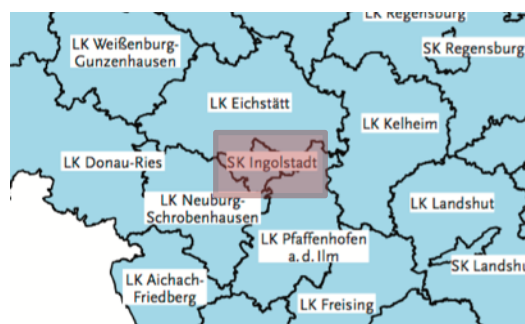 LK Regensburg
LK Weißenburg-
Gunzenhausen
SK Regensburg
LK Eichstätt
LK Kelheim
LK Donau-Ries
SK Ingolstadt
LK Neuburg-
Schrobenhausen
LK Landshut
LK Pfaffenhofen
a. d. Ilm
SK Landshu
LK Aichach-
Friedberg
LK Freising